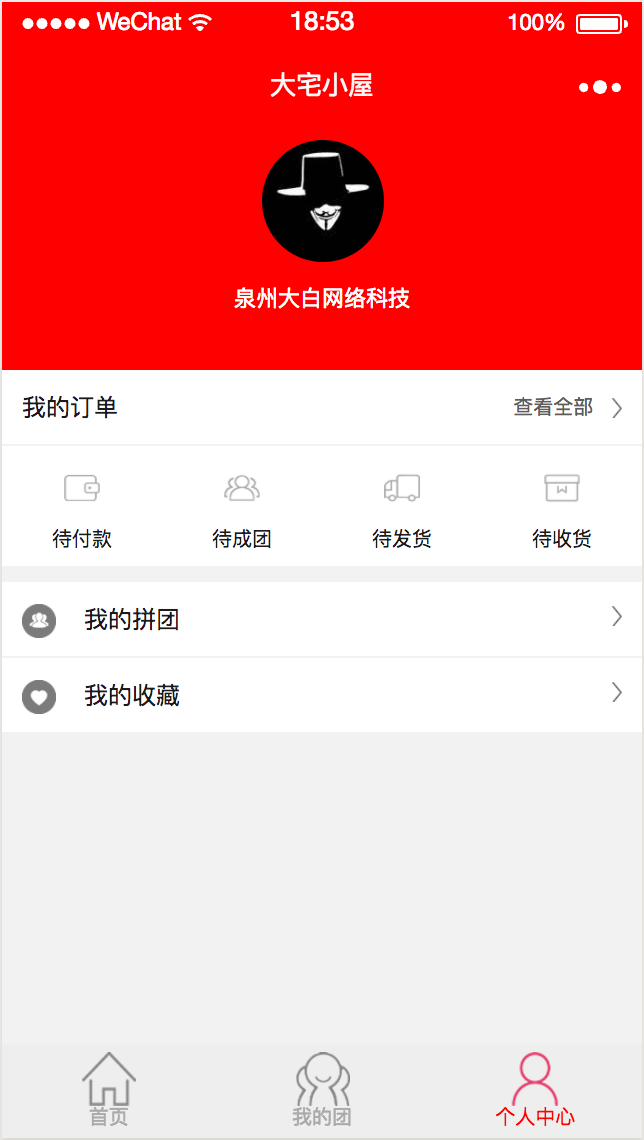 WeChat 18:53 100%
大宅小屋
泉州大白网络科技
我的订单 查看全部
待付款 待成团 待发货 待收货
我的拼团
我的收藏
首页 我的团 个人中心